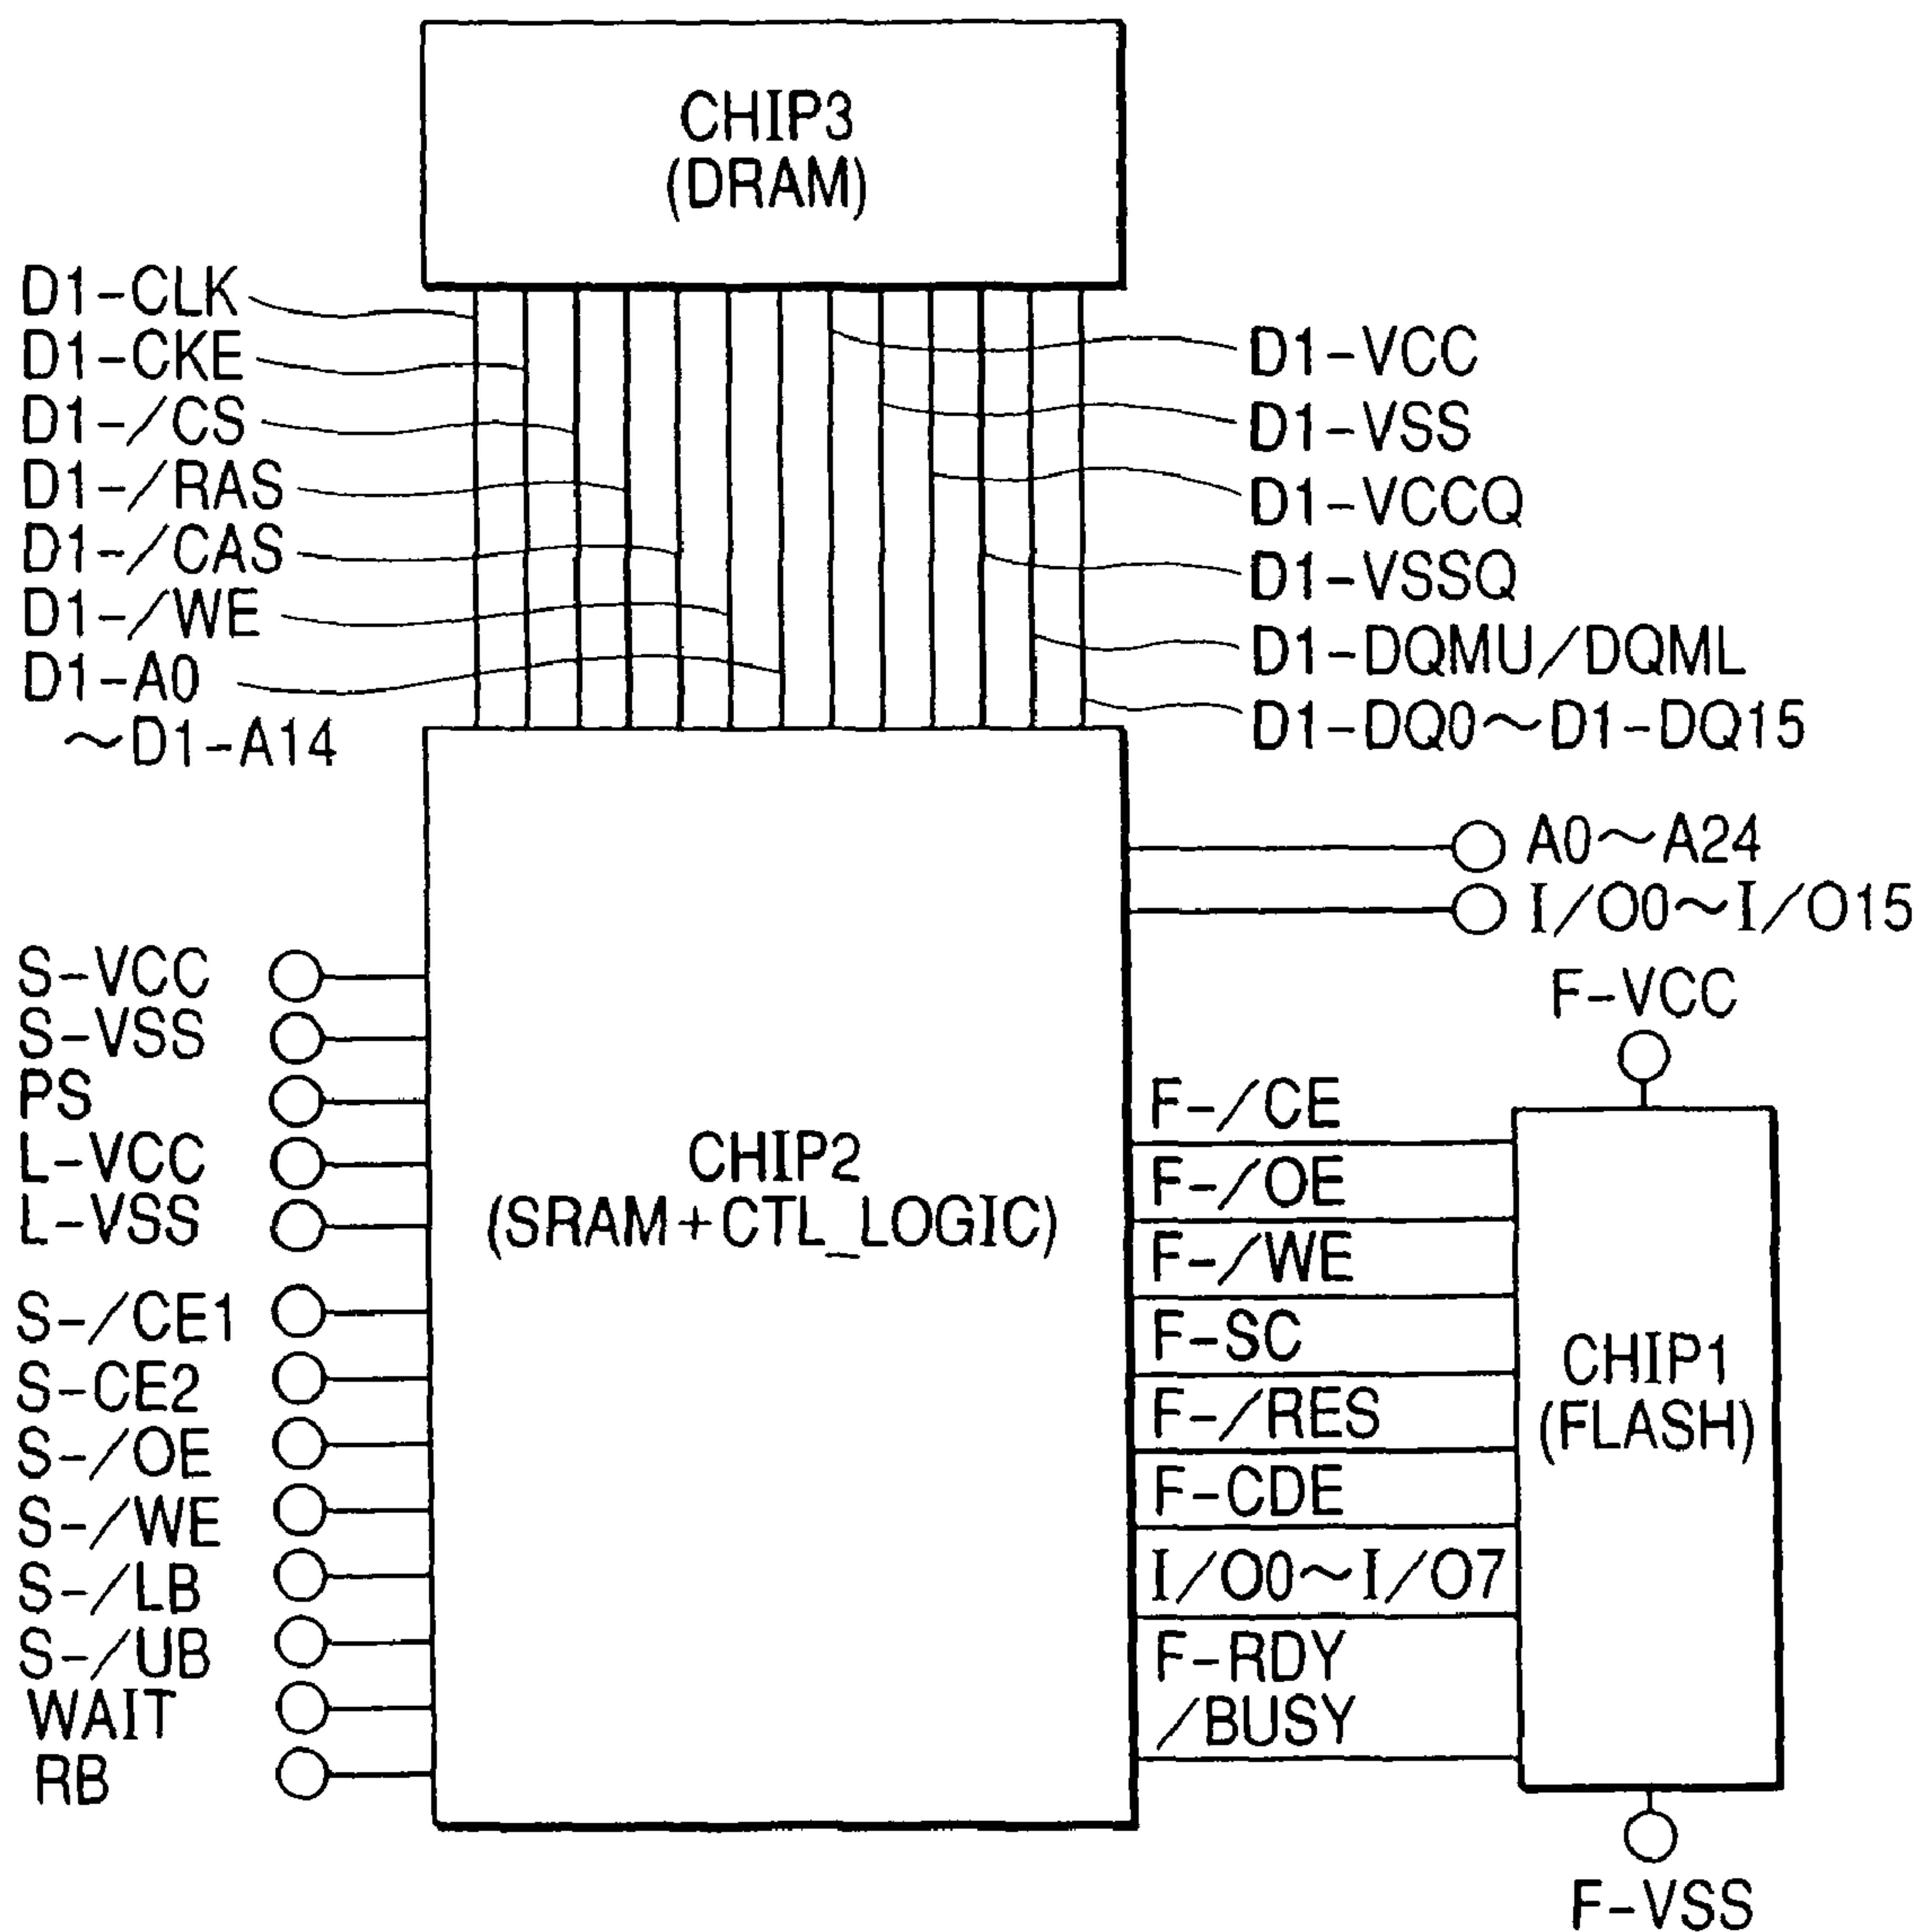 CHIP3
(DRAM)
D1-CLK
D1-CKE
D1-/CS
D1-/RAS
D1-/CAS
D1-/WE
D1-A0
~D1-A14
D1-VCC
D1-VSS
D1-VCCQ
D1-VSSQ
D1-DQMU/DQML
D1-DQ0~D1-DQ15
A0~A24
I/O0~I/O15
S-VCC
S-VSS
PS
L-VCC
L-VSS
S-/CE1
S-CE2
S-/OE
S-/WE
S-/LB
S-/UB
WAIT
RB
CHIP2
(SRAM+CTL_LOGIC)
F-VCC
F-/CE
F-/OE
F-/WE
F-SC
F-/RES
F-CDE
I/O0~I/O7
F-RDY
/BUSY
CHIP1
(FLASH)
F-VSS